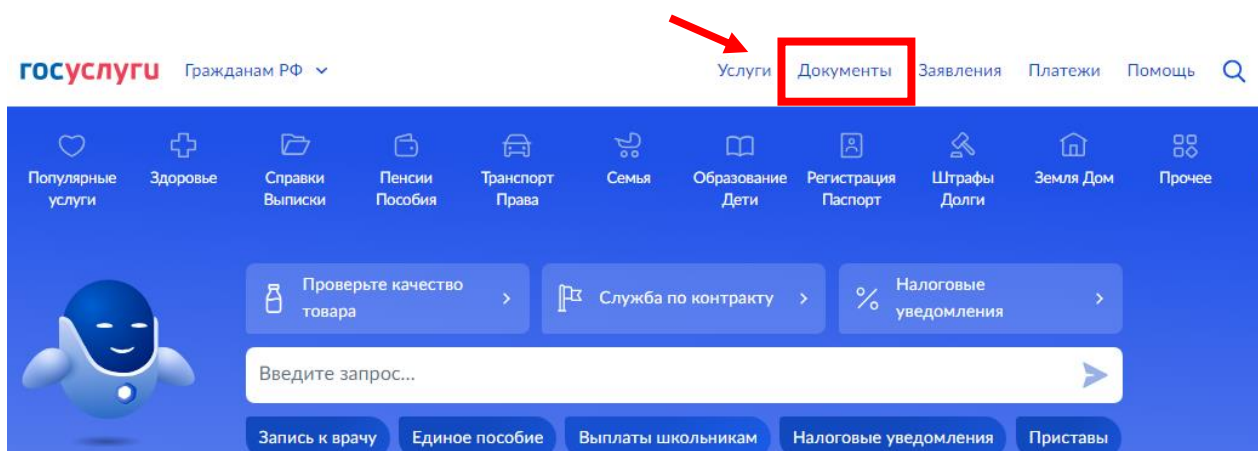 госуслуги Гражданам РФ Услуги Документы Заявления Платежи Помощь
Популярные услуги
Здоровье
Справки Выписки
Пенсии Пособия
Транспорт Права
Семья
Образование Дети
Регистрация Паспорт
Штрафы Долги
Земля Дом
Прочее
Проверьте качество
товара
Служба по контракту
Налоговые
уведомления
Введите запрос...
Запись к врачу Единое пособие Выплаты школьникам Налоговые уведомления Приставы